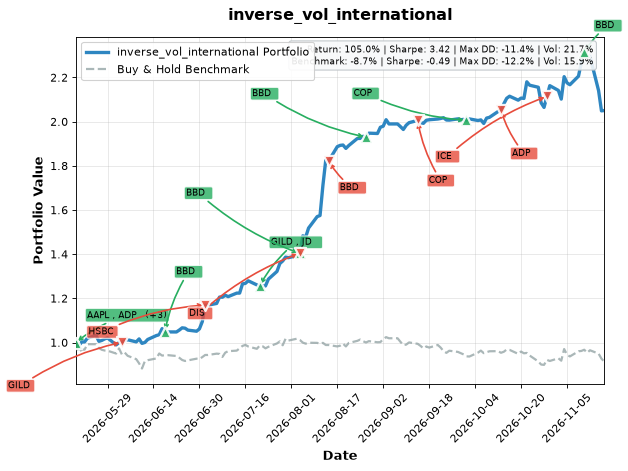 inverse_vol_international
BBD
inverse_vol_international Portfolio
Buy & Hold Benchmark
eturn: 105.0% | Sharpe: 3.42 | Max DD: -11.4% | Vol: 21.7%
Benchmark: -8.7% | Sharpe: -0.49 | Max DD: -12.2% | Vol: 15.9%
BBD
COP
ICE
ADP
COP
BBD
BBD
GILD , JD
BBD
AAPL , ADP (+3)
DIS
HSBC
GILD
Portfolio Value
2.2
2.0
1.8
1.6
1.4
1.2
1.0
2026-05-29
2026-06-14
2026-06-30
2026-07-16
2026-08-01
2026-08-17
2026-09-02
2026-09-18
2026-10-04
2026-10-20
2026-11-05
Date